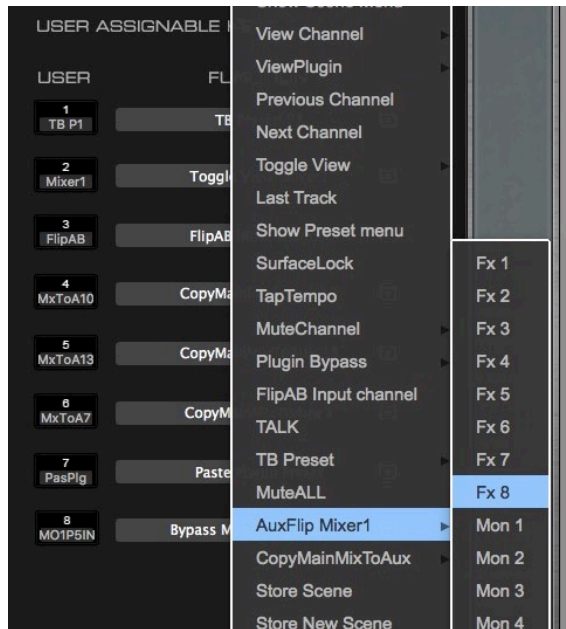 Show Scene Menu
USER ASSIGNABLE
View Channel
ViewPlugin
USER
FL
Previous Channel
1
TB P1
TB
Next Channel
2
Mixer1
Toggl
Toggle View
Last Track
3
FlipAB
FlipAB
Show Preset menu
SurfaceLock
Fx 1
4
MxToA10
CopyMa
TapTempo
Fx 2
MuteChannel
Fx 3
5
MxToA13
CopyMa
Plugin Bypass
Fx 4
FlipAB Input channel
Fx 5
6
MxToA7
CopyM
TALK
Fx 6
TB Preset
Fx 7
7
PasPlg
Paste
MuteALL
Fx 8
8
MO1P5IN
Bypass M
AuxFlip Mixer1
Mon 1
CopyMainMixToAux
Mon 2
Store Scene
Mon 3
Store New Scene
Mon 4